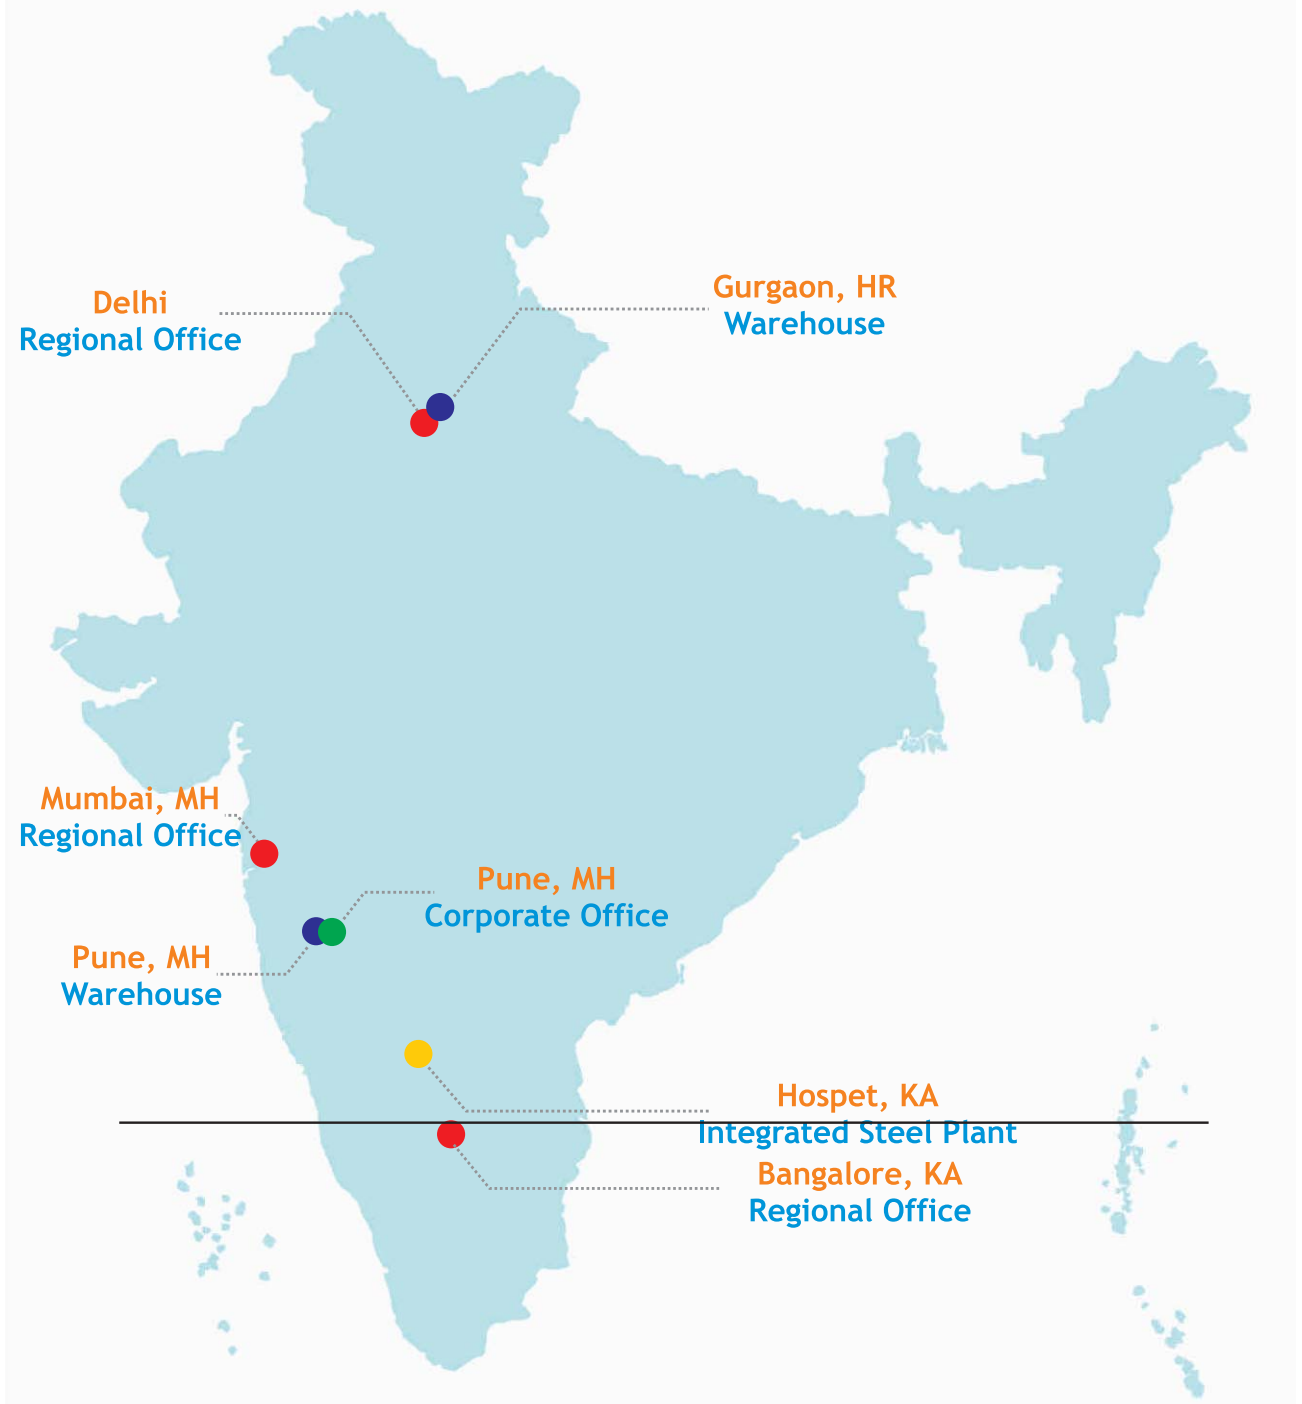 Delhi
Regional Office
Gurgaon, HR
Warehouse
Mumbai, MH
Regional Office
Pune, MH
Corporate Office
Pune, MH
Warehouse
Hospet, KA
Integrated Steel Plant
Bangalore, KA
Regional Office